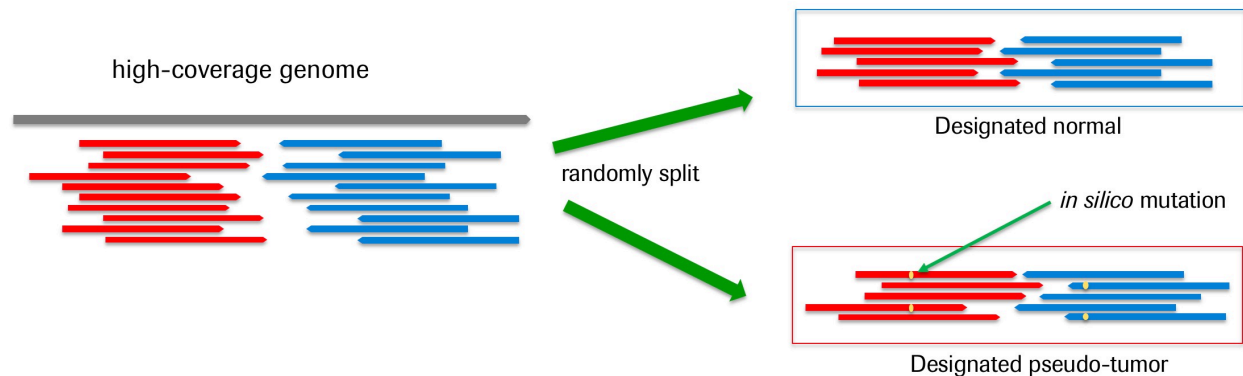 high-coverage genome
randomly split
Designated normal
in silico mutation
Designated pseudo-tumor